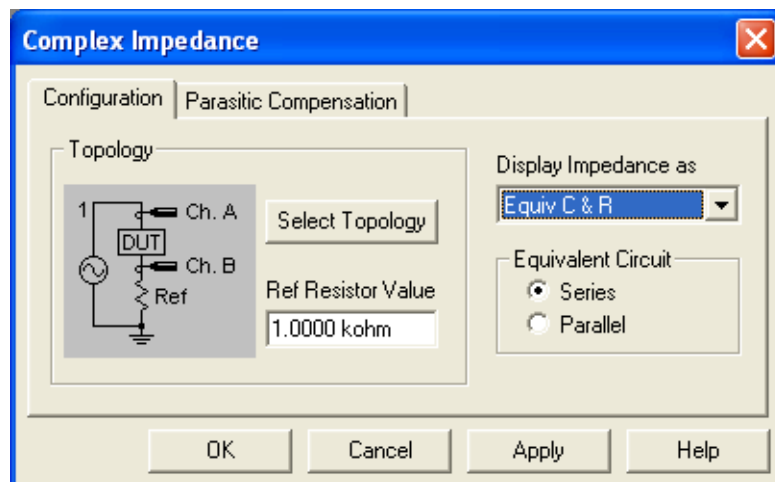 Complex Impedance
Configuration
Parasitic Compensation
Topology
1
Ch. A
DUT
Ch. B
Ref
Select Topology
Ref Resistor Value
1.0000 kohm
Display Impedance as
Equiv C & R
Equivalent Circuit
Series
Parallel
OK
Cancel
Apply
Help